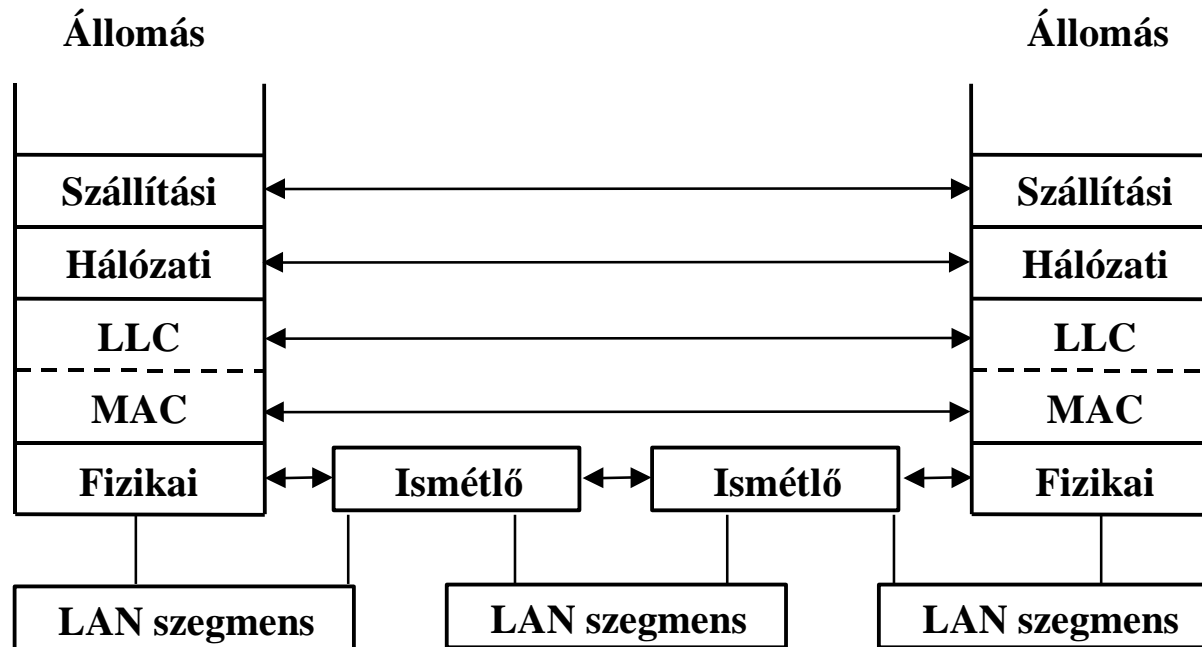 Állomás Állomás
Szállítási Szállítási
Hálózati Hálózati
LLC LLC
MAC MAC
Fizikai Ismétlő Ismétlő Fizikai
LAN szegmens LAN szegmens LAN szegmens